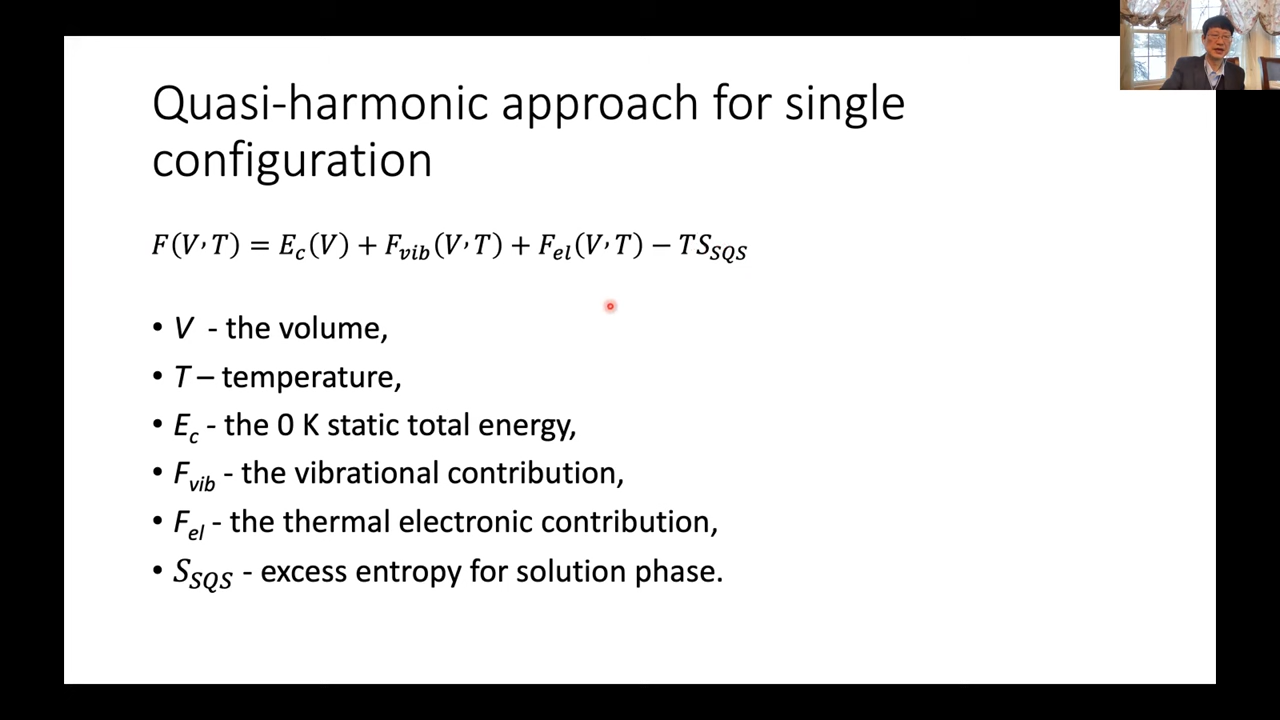 Quasi-harmonic approach for single
configuration
F(V,T) = E_c(V) + F_vib(V,T) + F_el(V,T) − TS_SQS
• V - the volume,
• T – temperature,
• E_c - the 0 K static total energy,
• F_vib - the vibrational contribution,
• F_el - the thermal electronic contribution,
• S_SQS - excess entropy for solution phase.